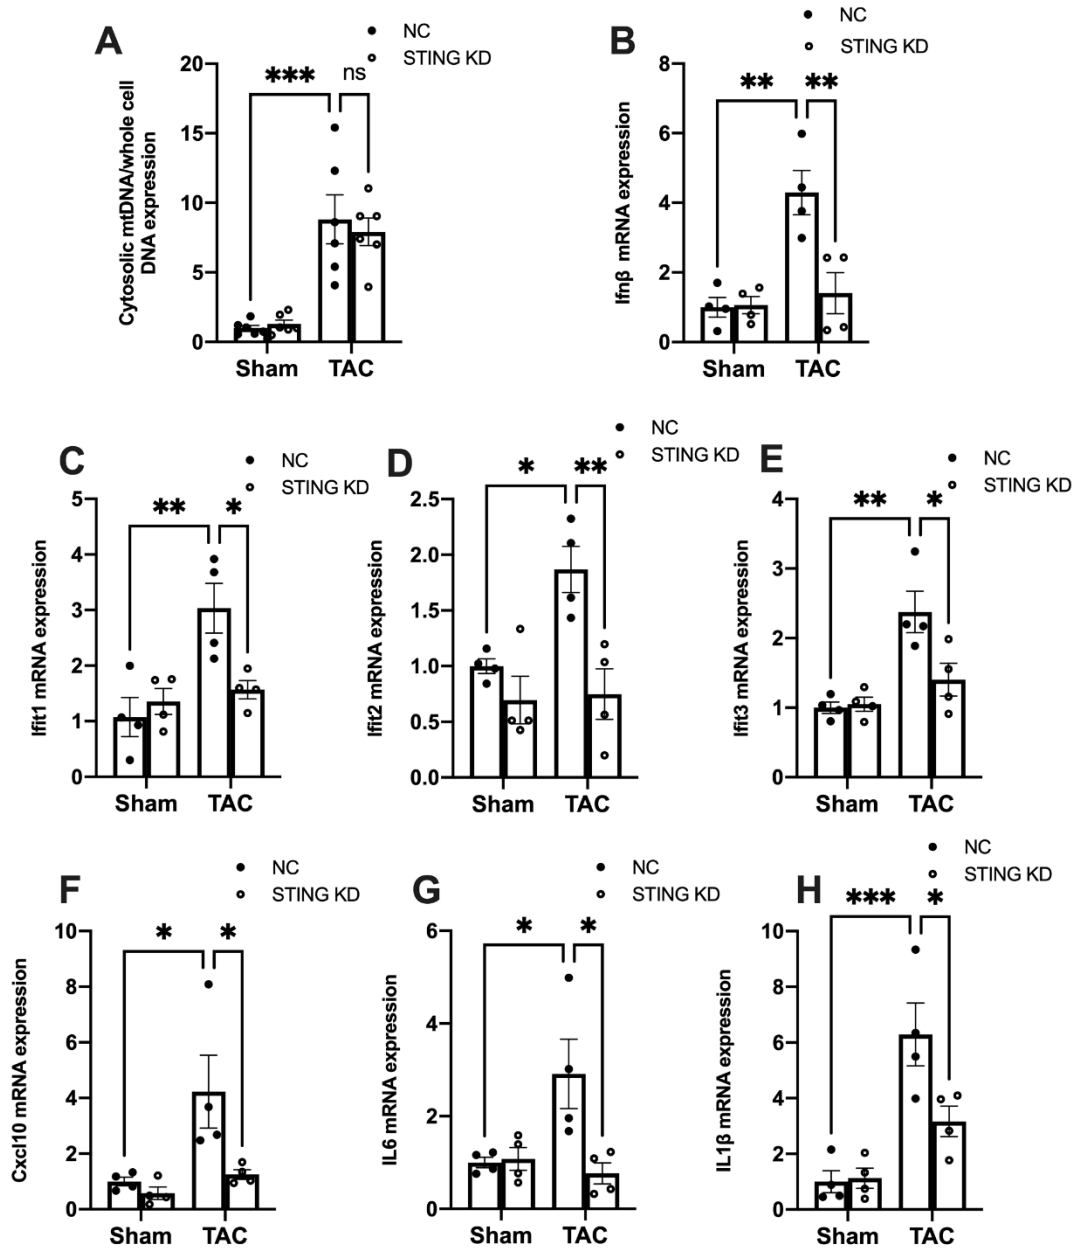 A
NC
STING KD
*** ns
20
15
10
5
0
Cytosolic mtDNA/whole cell
DNA expression
Sham TAC
B
NC
STING KD
** **
8
6
4
2
0
Ifnβ mRNA expression
Sham TAC
C
NC
STING KD
** *
5
4
3
2
1
0
Ifit1 mRNA expression
Sham TAC
D
NC
STING KD
* **
2.5
2.0
1.5
1.0
0.5
0.0
Ifit2 mRNA expression
Sham TAC
E
NC
STING KD
** *
4
3
2
1
0
Ifit3 mRNA expression
Sham TAC
F
NC
STING KD
* *
10
8
6
4
2
0
Cxcl10 mRNA expression
Sham TAC
G
NC
STING KD
* *
6
4
2
0
IL6 mRNA expression
Sham TAC
H
NC
STING KD
*** *
10
8
6
4
2
0
IL1β mRNA expression
Sham TAC